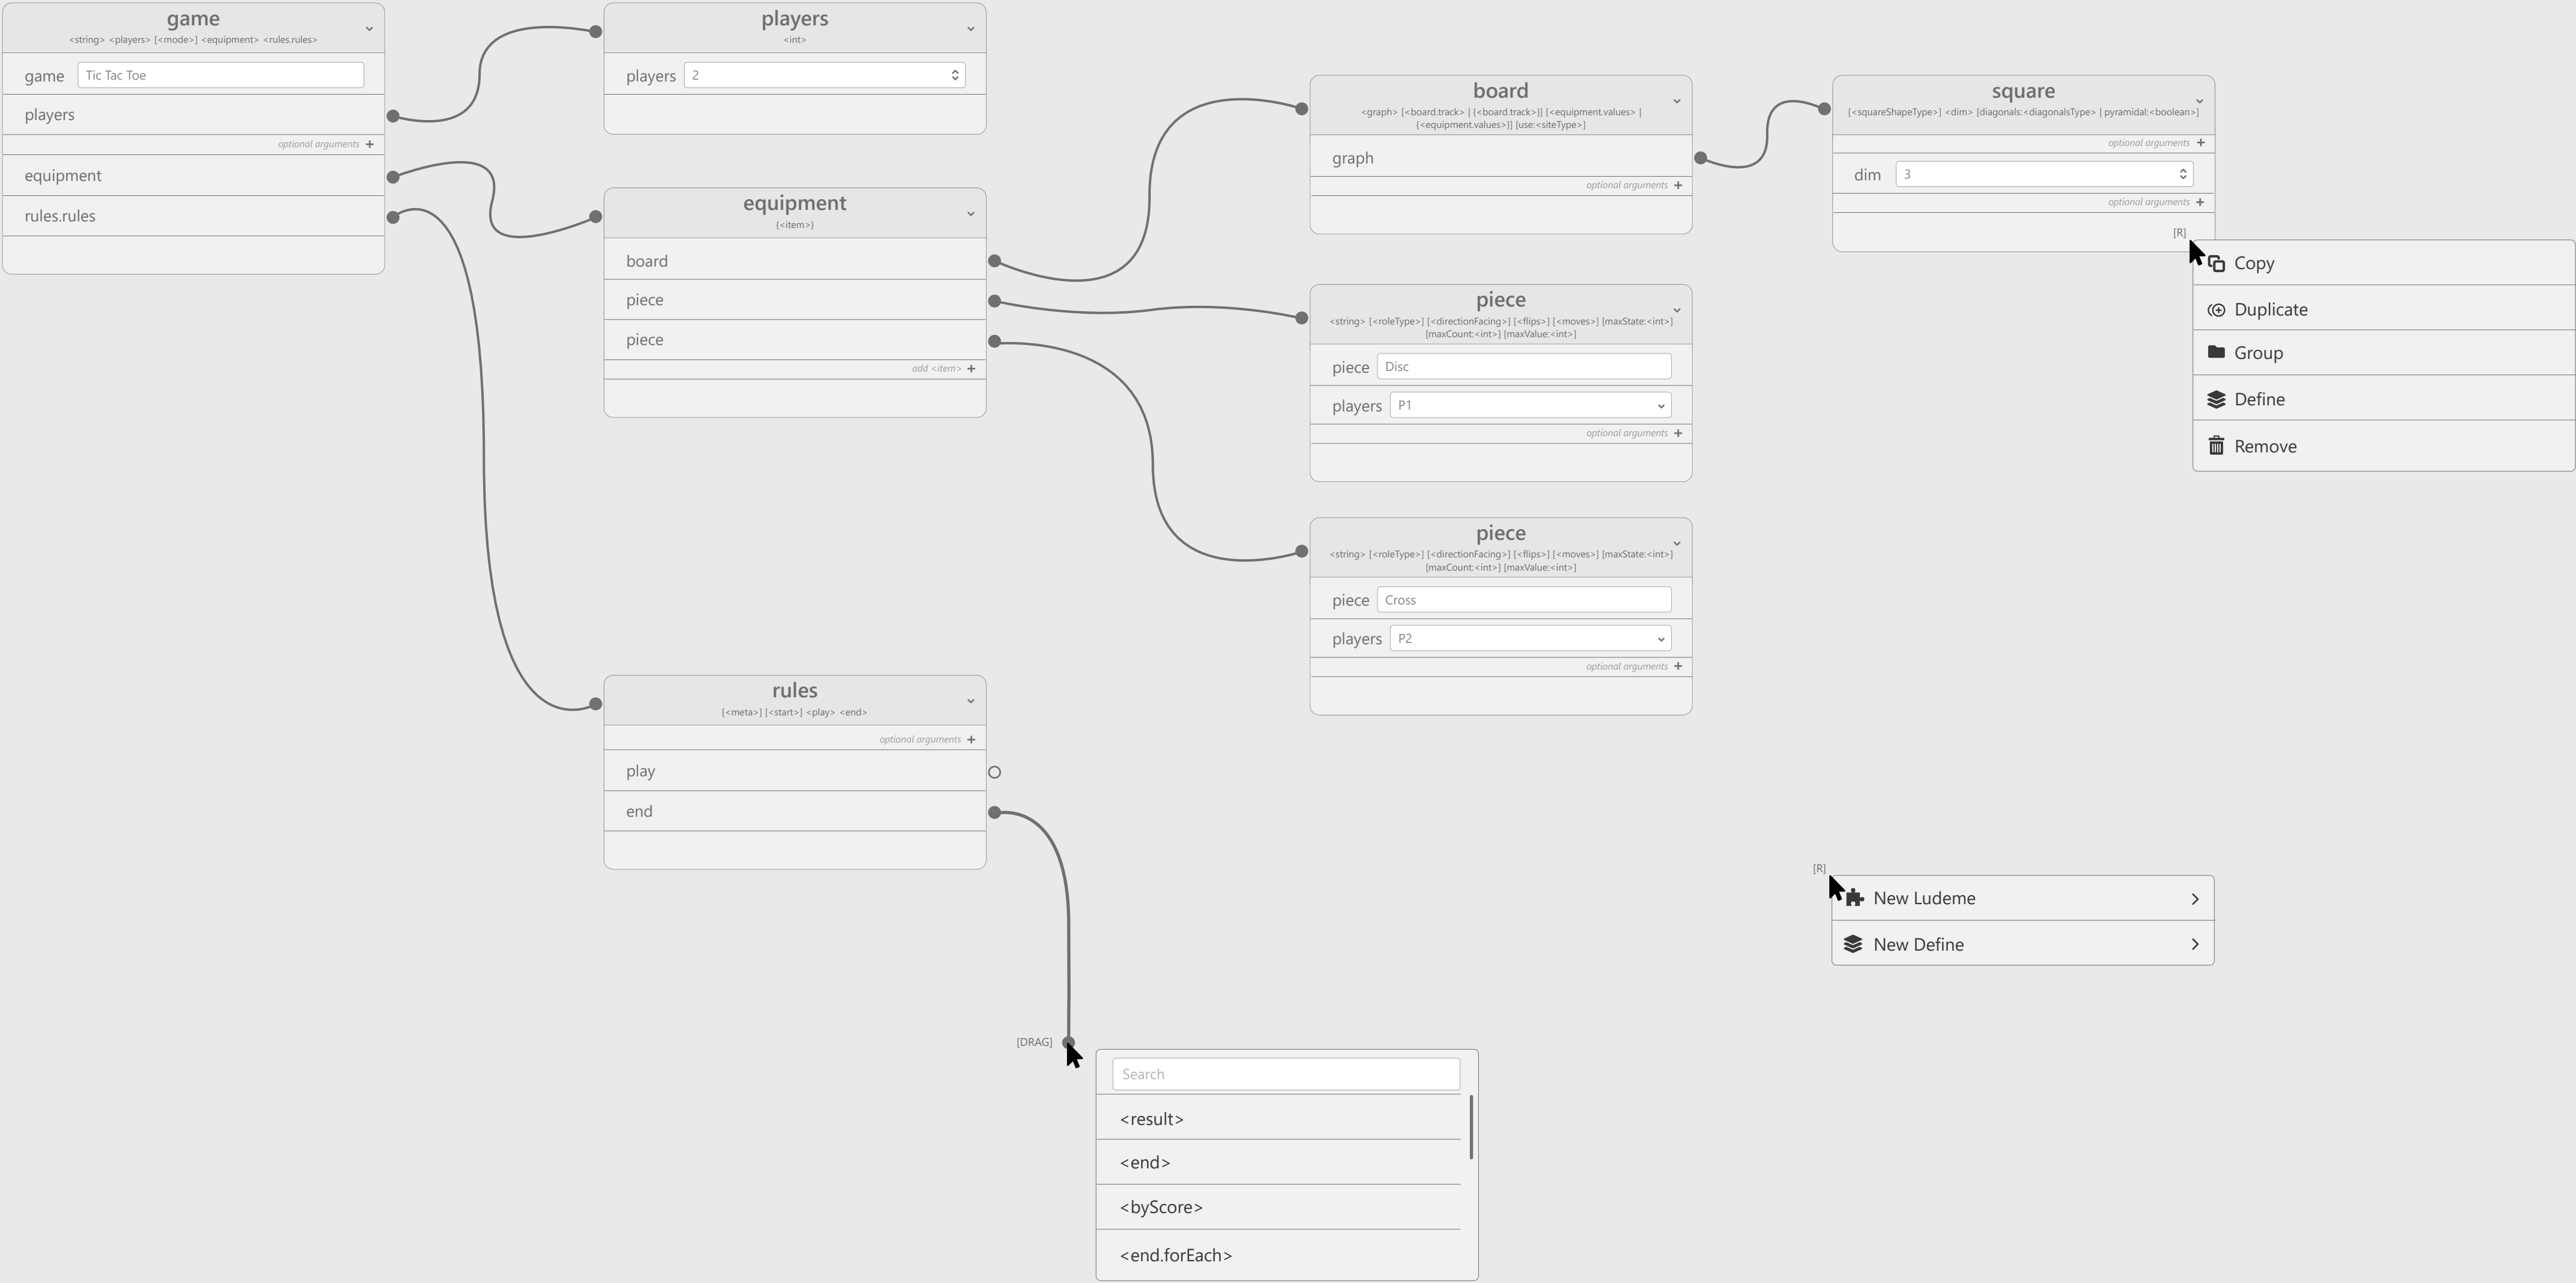 game
<string> <players> [<mode>] <equipment> <rules.rules>
game Tic Tac Toe
players
optional arguments +
equipment
rules.rules
players
<int>
players 2
equipment
{<item>}
board
piece
piece
add <item> +
rules
[<meta>] [<start>] <play> <end>
optional arguments +
play
end
board
<graph> [<board.track> | {<board.track>}] [<equipment.values> |
{<equipment.values>}] [use:<siteType>]
graph
optional arguments +
piece
<string> [<roleType>] [<directionFacing>] [<flips>] [<moves>] [maxState:<int>]
[maxCount:<int>] [maxValue:<int>]
piece Disc
players P1
optional arguments +
piece
<string> [<roleType>] [<directionFacing>] [<flips>] [<moves>] [maxState:<int>]
[maxCount:<int>] [maxValue:<int>]
piece Cross
players P2
optional arguments +
square
[<squareShapeType>] <dim> [diagonals:<diagonalsType> | pyramidal:<boolean>]
optional arguments +
dim 3
optional arguments +
[R]
Copy
Duplicate
Group
Define
Remove
[R]
New Ludeme
New Define
[DRAG]
Search
<result>
<end>
<byScore>
<end.forEach>